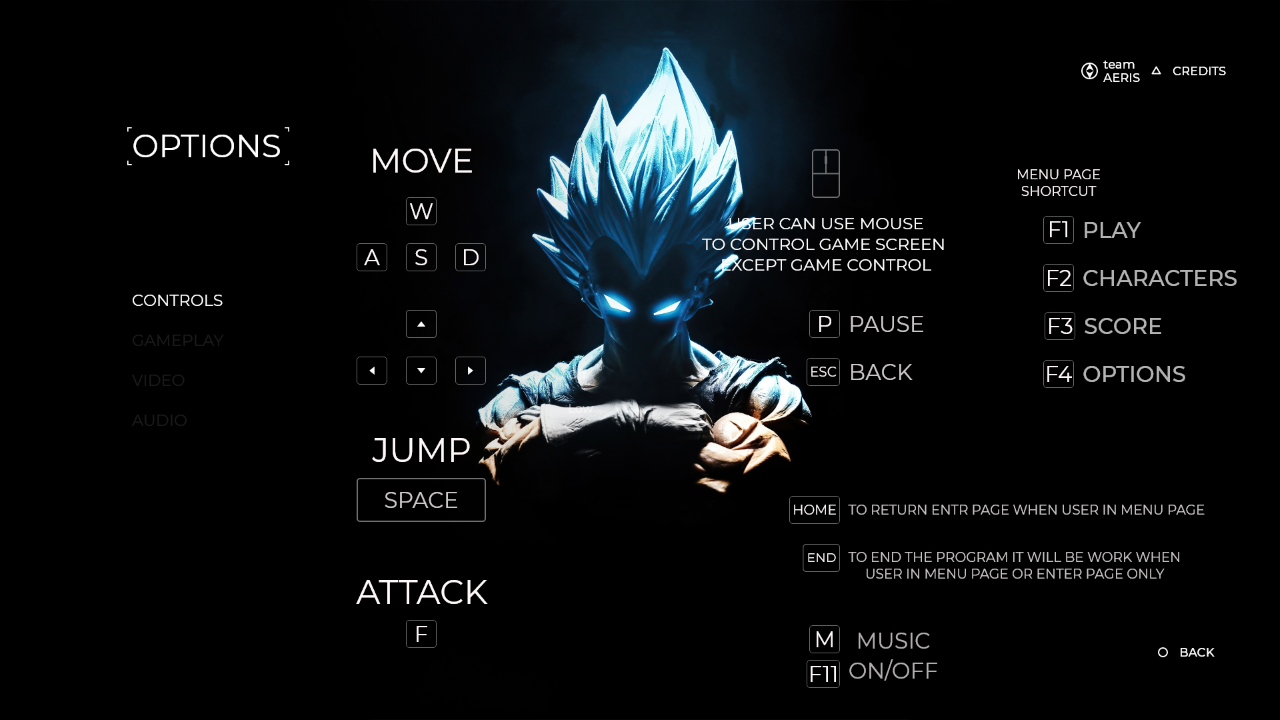 team
AERIS
CREDITS
OPTIONS
CONTROLS
GAMEPLAY
VIDEO
AUDIO
MOVE
W
A S D
JUMP
SPACE
ATTACK
F
USER CAN USE MOUSE
TO CONTROL GAME SCREEN
EXCEPT GAME CONTROL
P PAUSE
ESC BACK
MENU PAGE
SHORTCUT
F1 PLAY
F2 CHARACTERS
F3 SCORE
F4 OPTIONS
HOME TO RETURN ENTR PAGE WHEN USER IN MENU PAGE
END TO END THE PROGRAM IT WILL BE WORK WHEN
USER IN MENU PAGE OR ENTER PAGE ONLY
M MUSIC
F11 ON/OFF
BACK